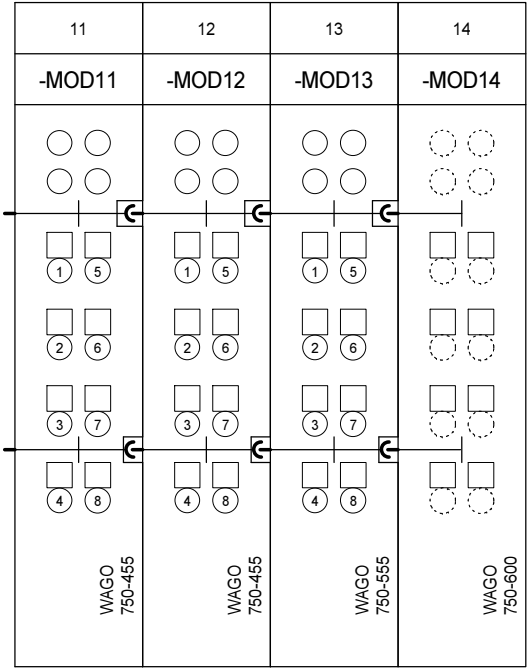 11 12 13 14
-MOD11 -MOD12 -MOD13 -MOD14
1 5 1 5 1 5
2 6 2 6 2 6
3 7 3 7 3 7
4 8 4 8 4 8
WAGO
750-455
WAGO
750-455
WAGO
750-555
WAGO
750-600